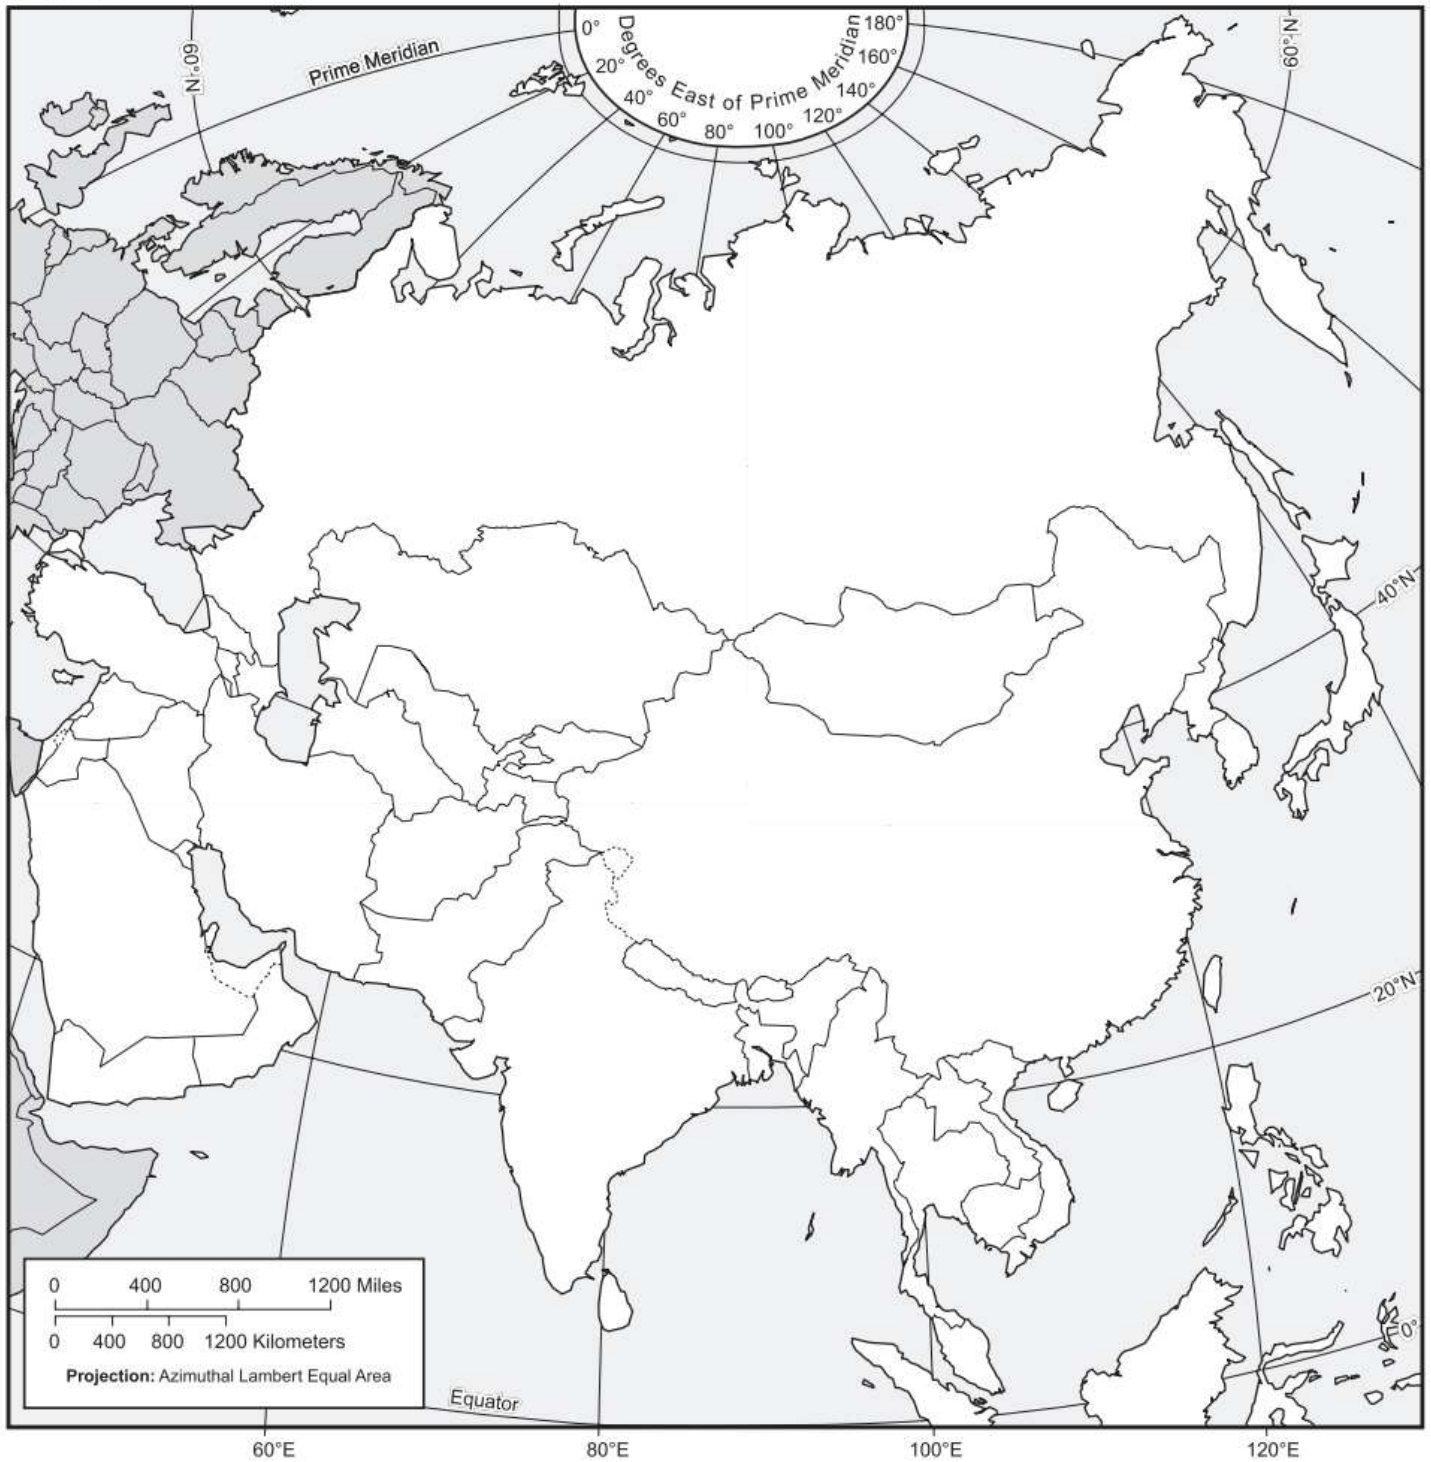 0°
20°
40°
60°
80°
100°
120°
140°
160°
180°
Degrees East of Prime Meridian
60°N
Prime Meridian
60°N
40°N
20°N
0°
0 400 800 1200 Miles
0 400 800 1200 Kilometers
Projection: Azimuthal Lambert Equal Area
Equator
60°E 80°E 100°E 120°E